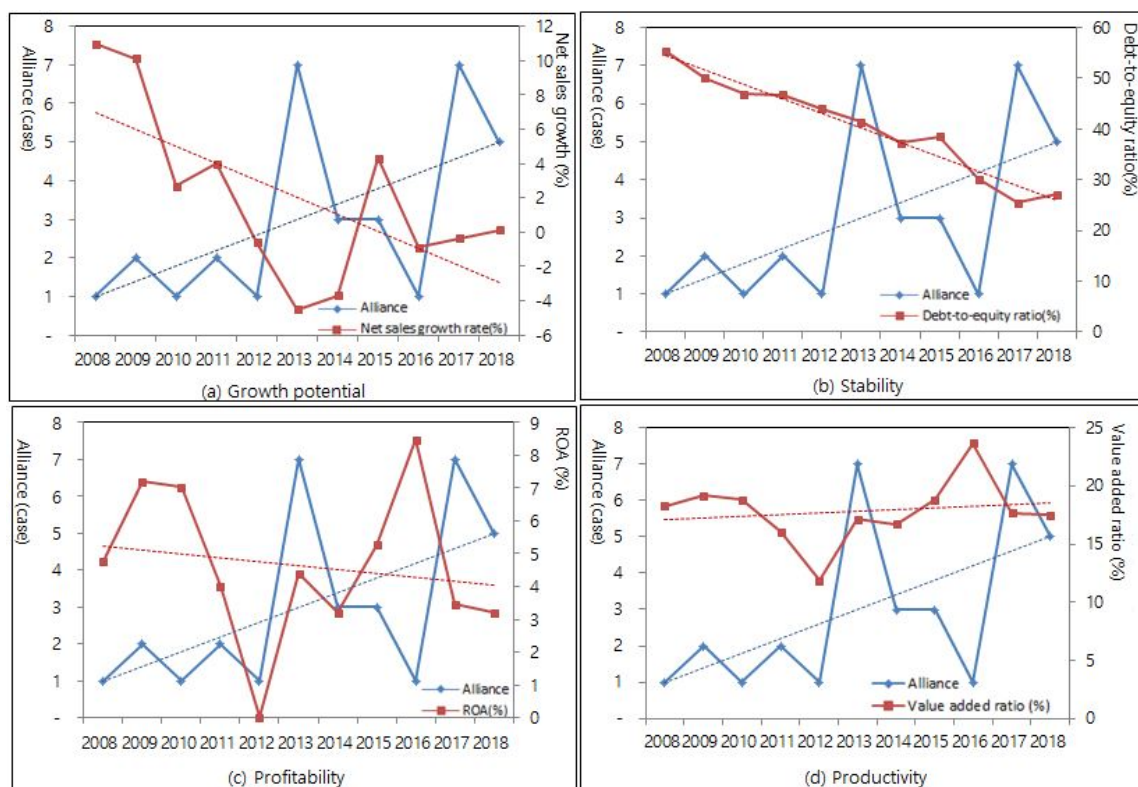 Alliance (case)
8
7
6
5
4
3
2
1
-
12
10
8
6
4
2
0
-2
-4
-6
Net sales growth (%)
Alliance
Net sales growth rate(%)
2008 2009 2010 2011 2012 2013 2014 2015 2016 2017 2018
(a) Growth potential
Alliance (case)
8
7
6
5
4
3
2
1
-
60
50
40
30
20
10
0
Debt-to-equity ratio(%)
Alliance
Debt-to-equity ratio(%)
2008 2009 2010 2011 2012 2013 2014 2015 2016 2017 2018
(b) Stability
Alliance (case)
8
7
6
5
4
3
2
1
-
9
8
7
6
5
4
3
2
1
0
ROA (%)
Alliance
ROA(%)
2008 2009 2010 2011 2012 2013 2014 2015 2016 2017 2018
(c) Profitability
Alliance (case)
8
7
6
5
4
3
2
1
-
25
20
15
10
5
0
Value added ratio (%)
Alliance
Value added ratio (%)
2008 2009 2010 2011 2012 2013 2014 2015 2016 2017 2018
(d) Productivity